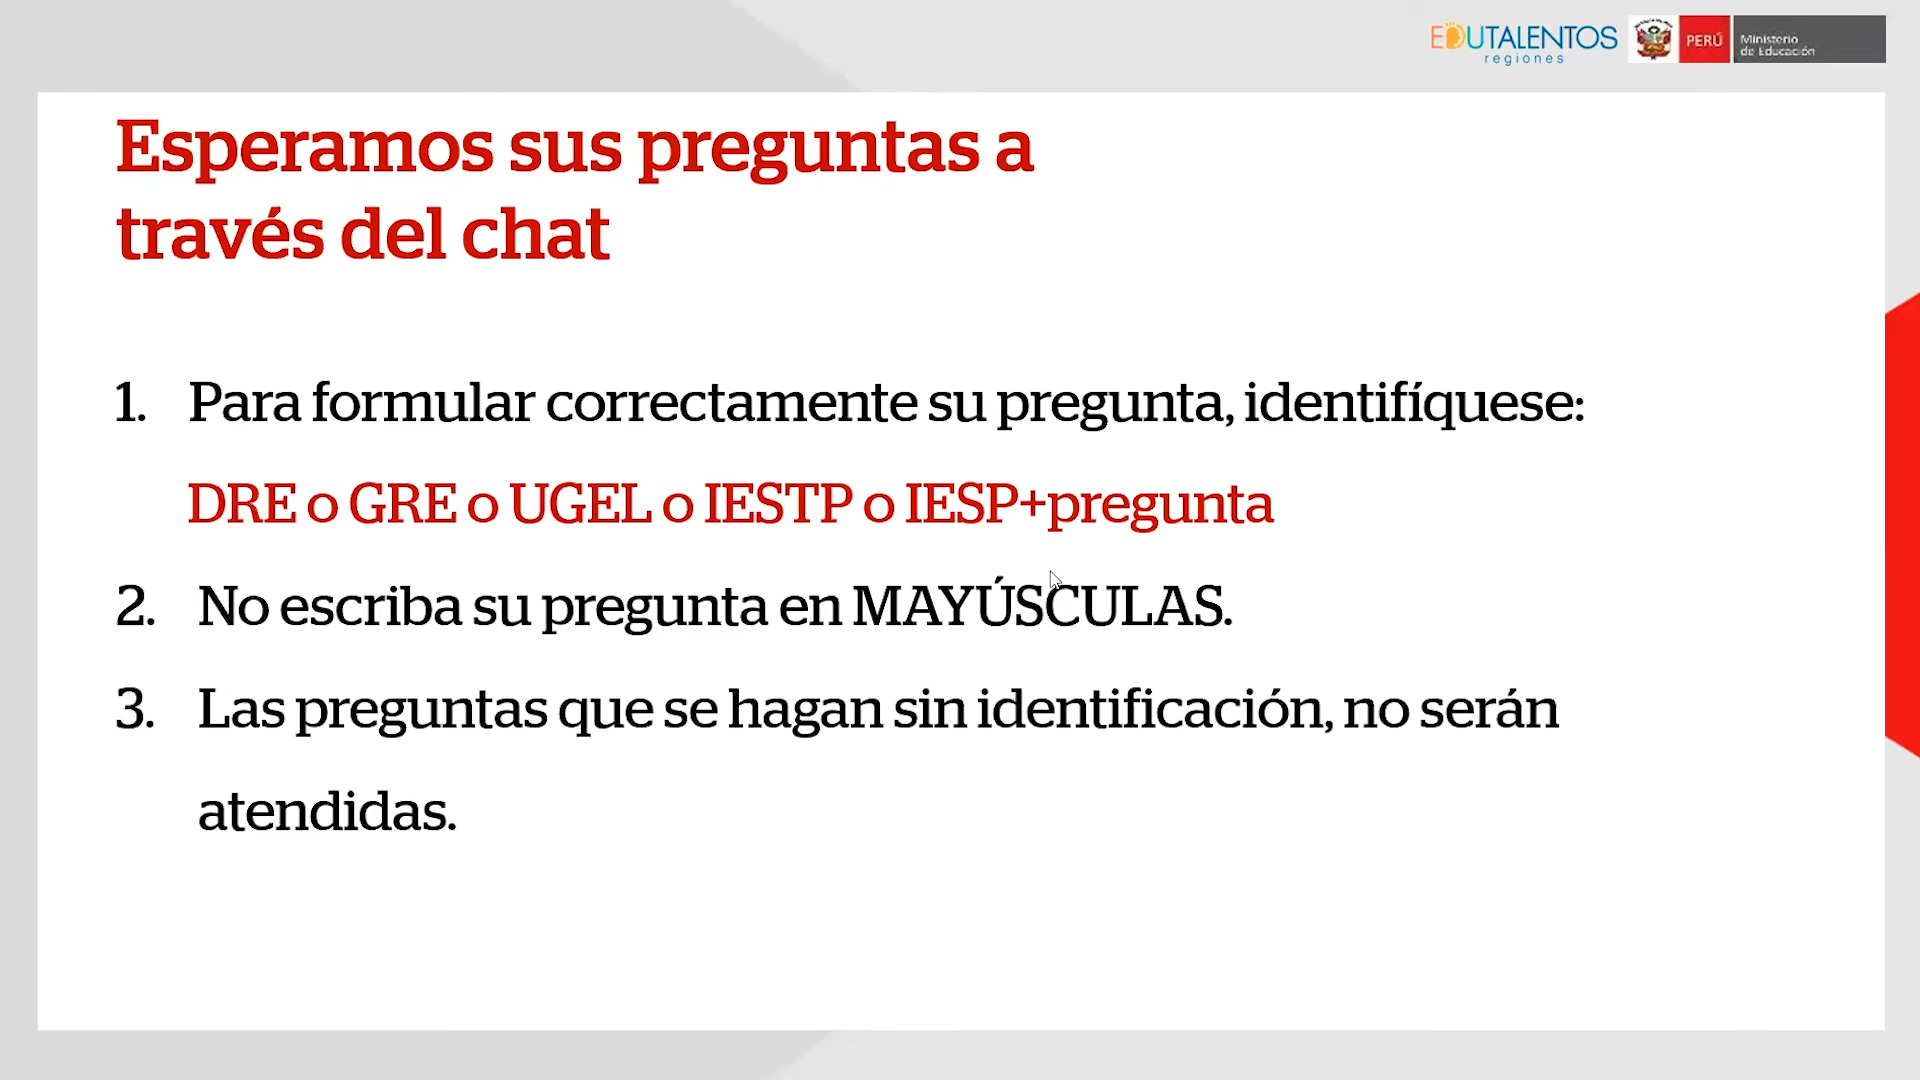 EDUTALENTOS
regiones
PERÚ
Ministerio
de Educación
Esperamos sus preguntas a
través del chat
1. Para formular correctamente su pregunta, identifíquese:
DRE o GRE o UGEL o IESTP o IESP+pregunta
2. No escriba su pregunta en MAYÚSCULAS.
3. Las preguntas que se hagan sin identificación, no serán
atendidas.